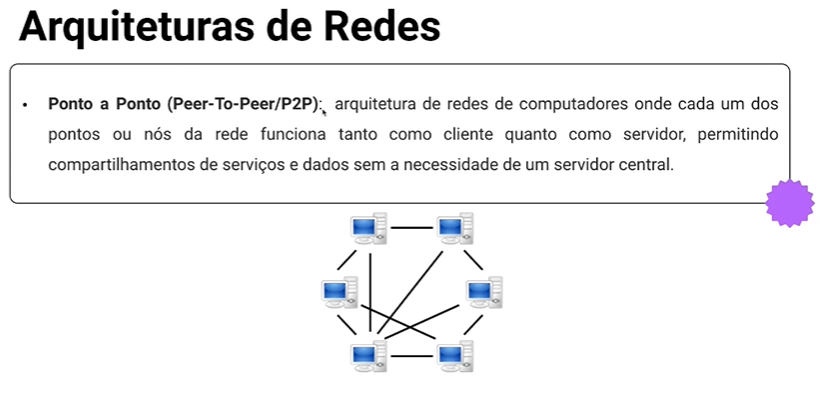 Arquiteturas de Redes
• Ponto a Ponto (Peer-To-Peer/P2P): arquitetura de redes de computadores onde cada um dos
pontos ou nós da rede funciona tanto como cliente quanto como servidor, permitindo
compartilhamentos de serviços e dados sem a necessidade de um servidor central.